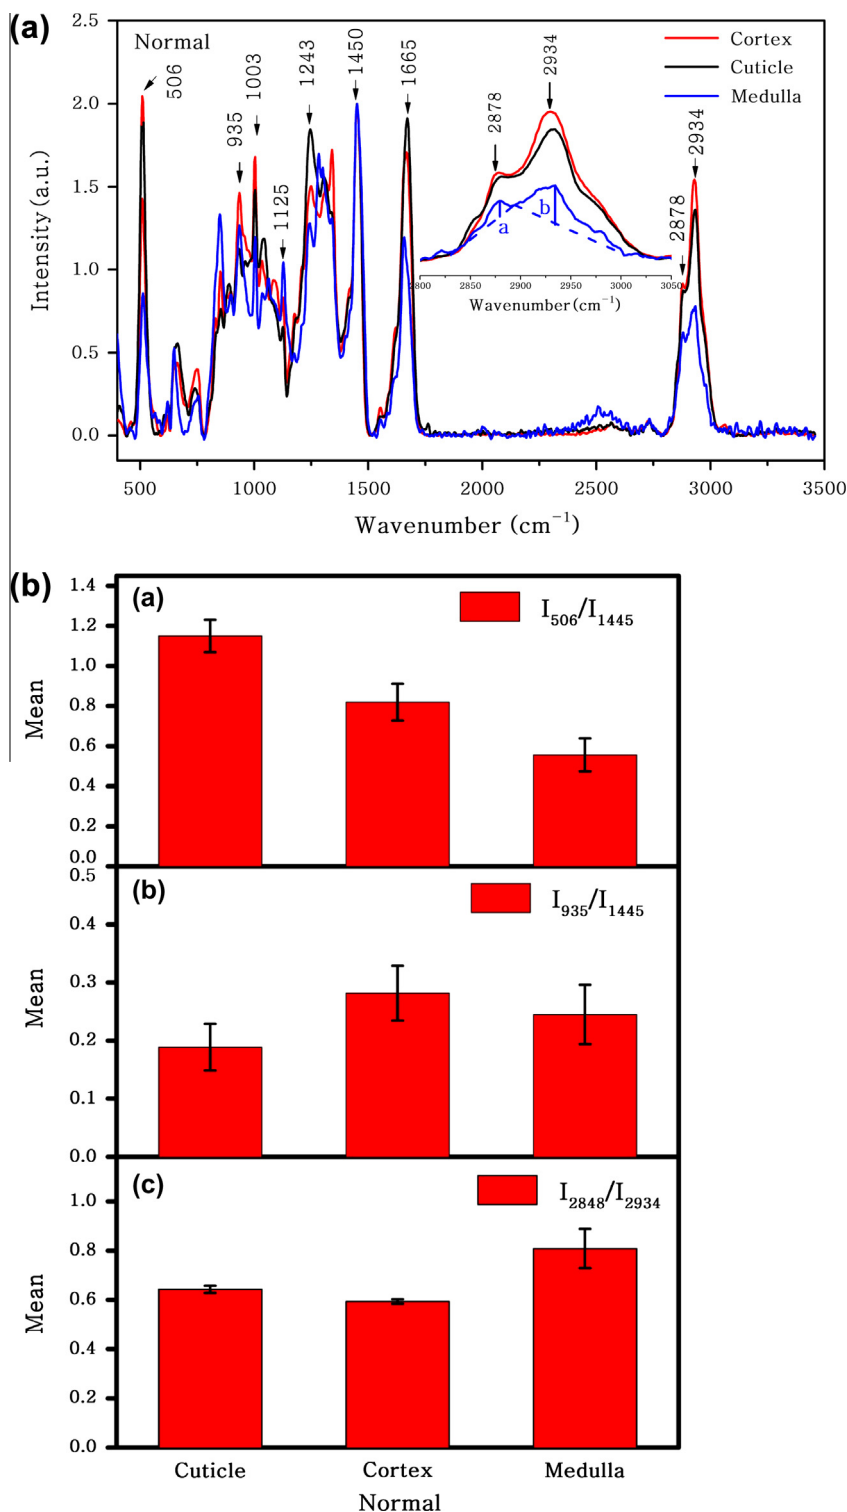 (a)
2.5
2.0
1.5
1.0
0.5
0.0
Intensity (a.u.)
Normal
506
935
1003
1125
1243
1450
1665
2878
2934
Cortex
Cuticle
Medulla
2878
2934
a
b
2800 2850 2900 2950 3000 3050
Wavenumber (cm⁻¹)
500 1000 1500 2000 2500 3000 3500
Wavenumber (cm⁻¹)
(b)
(a)
I₅₀₆/I₁₄₄₅
1.4
1.2
1.0
0.8
0.6
0.4
0.2
0.0
Mean
(b)
I₉₃₅/I₁₄₄₅
0.5
0.4
0.3
0.2
0.1
0.0
Mean
(c)
I₂₈₄₈/I₂₉₃₄
1.0
0.8
0.6
0.4
0.2
0.0
Mean
Cuticle Cortex Medulla
Normal